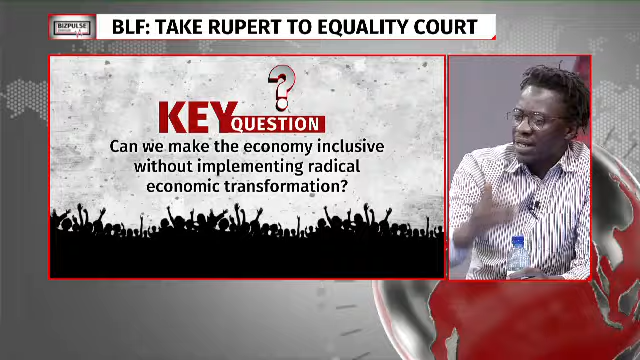 BIZPULSE
BLF: TAKE RUPERT TO EQUALITY COURT
?
KEY QUESTION
Can we make the economy inclusive
without implementing radical
economic transformation?